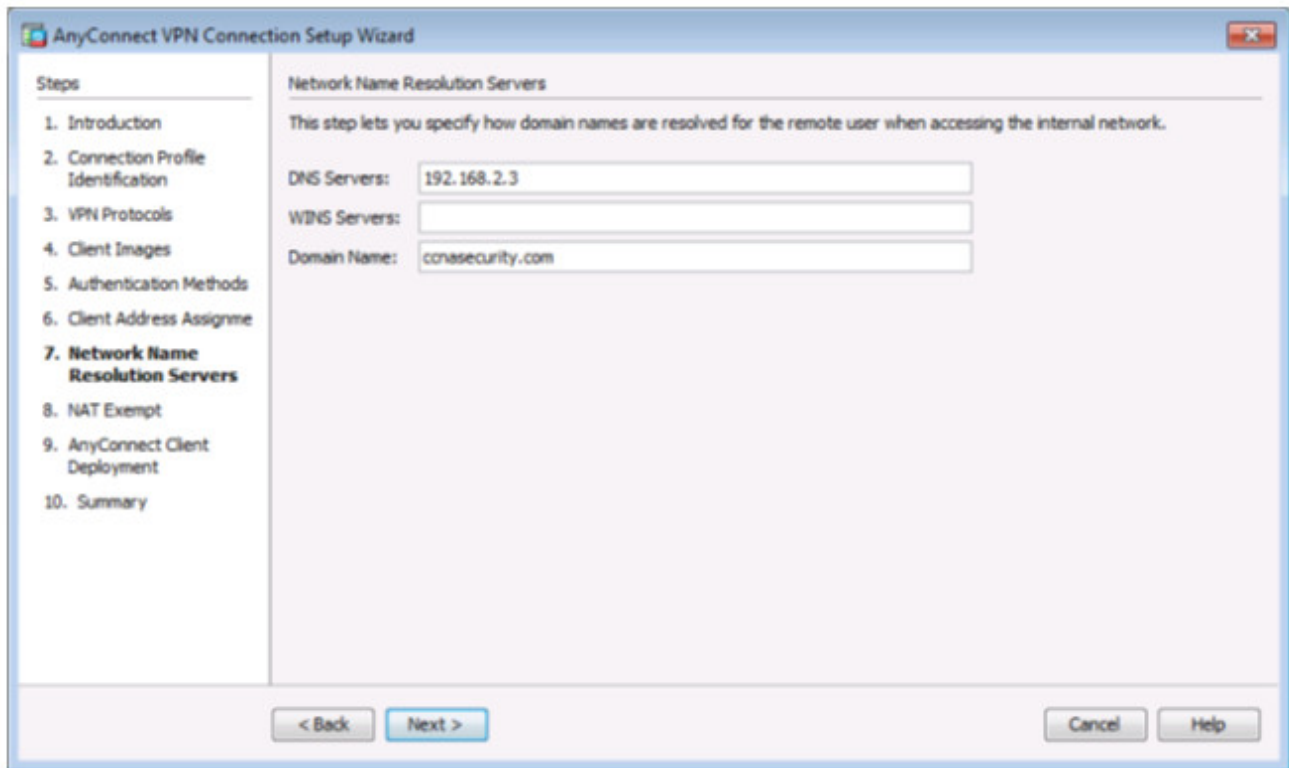 AnyConnect VPN Connection Setup Wizard
Steps
1. Introduction
2. Connection Profile
Identification
3. VPN Protocols
4. Client Images
5. Authentication Methods
6. Client Address Assignme
7. Network Name
Resolution Servers
8. NAT Exempt
9. AnyConnect Client
Deployment
10. Summary
Network Name Resolution Servers
This step lets you specify how domain names are resolved for the remote user when accessing the internal network.
DNS Servers: 192.168.2.3
WINS Servers:
Domain Name: ccnasecurity.com
< Back Next > Cancel Help